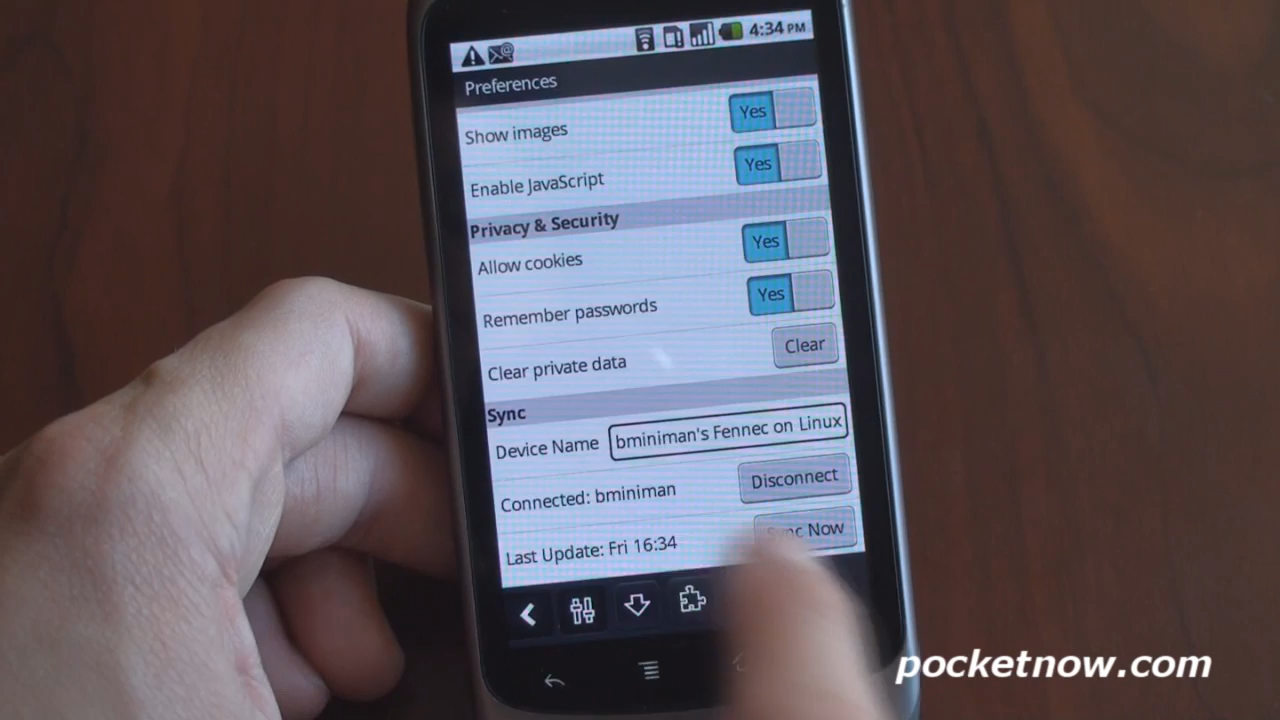 4:34 PM
Preferences
Show images Yes
Enable JavaScript Yes
Privacy & Security
Allow cookies Yes
Remember passwords Yes
Clear private data Clear
Sync
Device Name bminiman's Fennec on Linux
Connected: bminiman Disconnect
Last Update: Fri 16:34 Sync Now
pocketnow.com